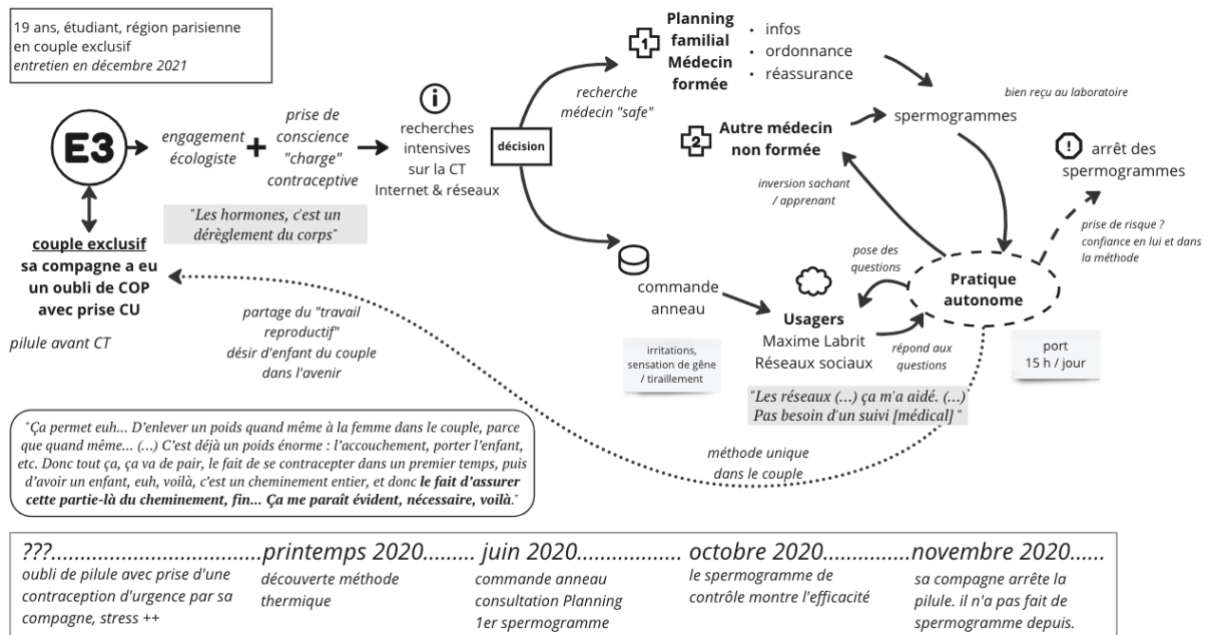 19 ans, étudiant, région parisienne
en couple exclusif
entretien en décembre 2021
E3
engagement
écologiste
+
prise de
conscience
"charge"
contraceptive
"Les hormones, c'est un
dérèglement du corps"
i
recherches
intensives
sur la CT
Internet & réseaux
décision
recherche
médecin "safe"
1
Planning
familial
Médecin
formée
· infos
· ordonnance
· réassurance
2
Autre médecin
non formée
spermogrammes
bien reçu au laboratoire
!
arrêt des
spermogrammes
inversion sachant
/ apprenant
prise de risque ?
confiance en lui et dans
la méthode
couple exclusif
sa compagne a eu
un oubli de COP
avec prise CU
pilule avant CT
partage du "travail
reproductif"
désir d'enfant du couple
dans l'avenir
commande
anneau
irritations,
sensation de gêne
/ tiraillement
pose des
questions
Usagers
Maxime Labrit
Réseaux sociaux
répond aux
questions
Pratique
autonome
port
15 h / jour
"Les réseaux (...) ça m'a aidé. (...)
Pas besoin d'un suivi [médical] "
méthode unique
dans le couple
"Ça permet euh... D'enlever un poids quand même à la femme dans le couple, parce
que quand même... (...) C'est déjà un poids énorme : l'accouchement, porter l'enfant,
etc. Donc tout ça, ça va de pair, le fait de se contracepter dans un premier temps, puis
d'avoir un enfant, euh, voilà, c'est un cheminement entier, et donc le fait d'assurer
cette partie-là du cheminement, fin... Ça me paraît évident, nécessaire, voilà."
???..............................printemps 2020......... juin 2020.................. octobre 2020...............novembre 2020......
oubli de pilule avec prise d'une
contraception d'urgence par sa
compagne, stress ++
découverte méthode
thermique
commande anneau
consultation Planning
1er spermogramme
le spermogramme de
contrôle montre l'efficacité
sa compagne arrête la
pilule. il n'a pas fait de
spermogramme depuis.